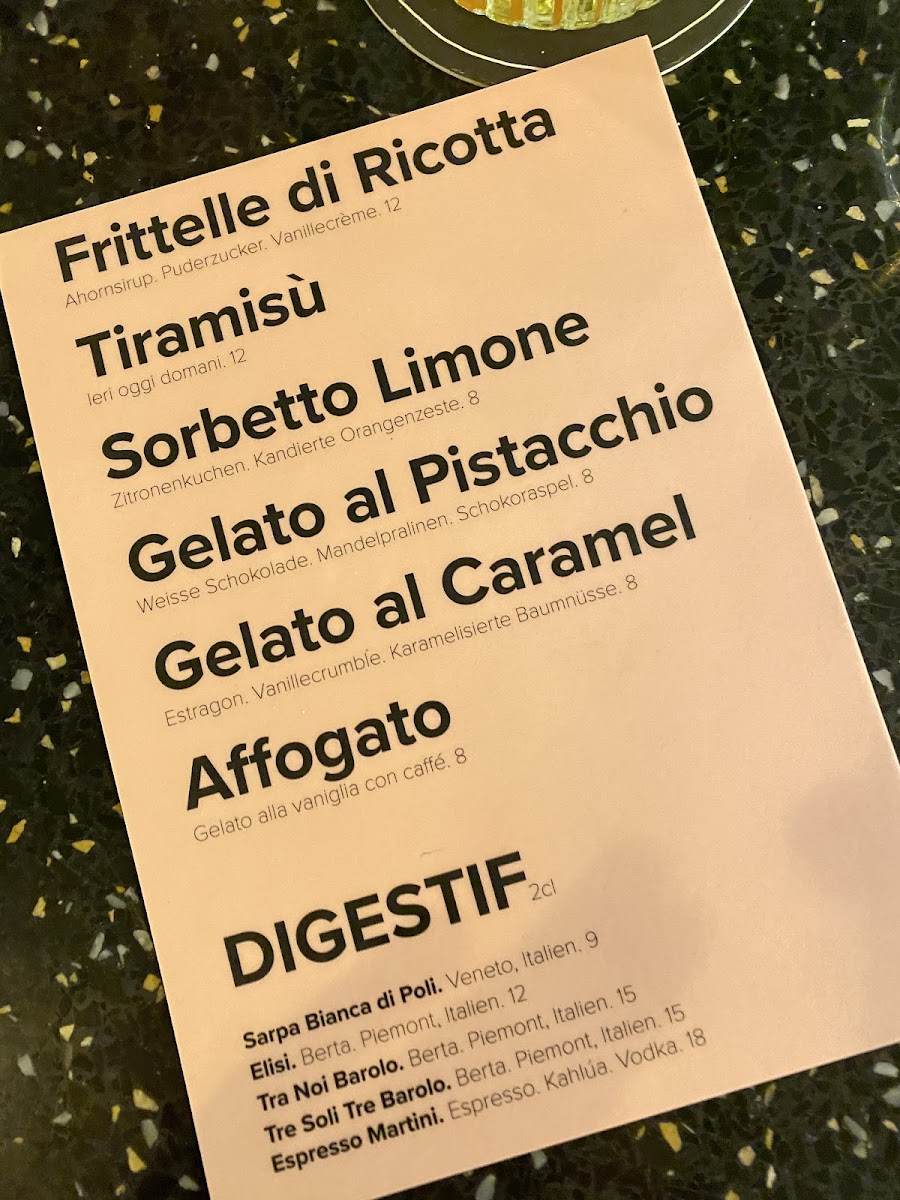 Frittelle di Ricotta
Ahornsirup. Puderzucker. Vanillecrème. 12
Tiramisù
Ieri oggi domani. 12
Sorbetto Limone
Zitronenkuchen. Kandierte Orangenzeste. 8
Gelato al Pistacchio
Weisse Schokolade. Mandelpralinen. Schokoraspel. 8
Gelato al Caramel
Estragon. Vanillecrumble. Karamelisierte Baumnüsse. 8
Affogato
Gelato alla vaniglia con caffé. 8
DIGESTIF 2cl
Sarpa Bianca di Poli. Veneto, Italien. 9
Elisi. Berta. Piemont, Italien. 12
Tra Noi Barolo. Berta. Piemont, Italien. 15
Tre Soli Tre Barolo. Berta. Piemont, Italien. 15
Espresso Martini. Espresso. Kahlúa. Vodka. 18